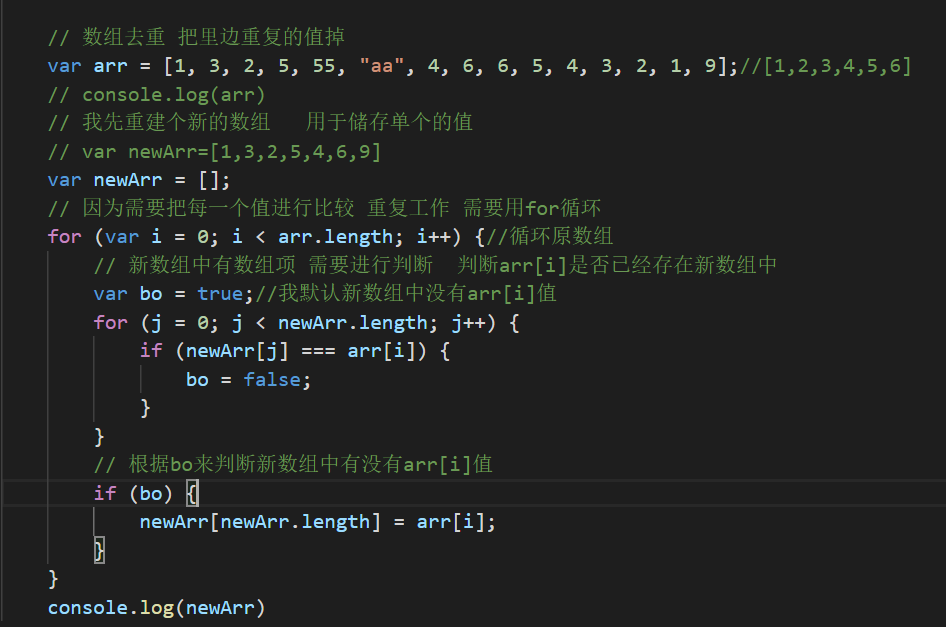 // 数组去重 把里边重复的值掉
var arr = [1, 3, 2, 5, 55, "aa", 4, 6, 6, 5, 4, 3, 2, 1, 9];//[1,2,3,4,5,6]
// console.log(arr)
// 我先重建个新的数组   用于储存单个的值
// var newArr=[1,3,2,5,4,6,9]
var newArr = [];
// 因为需要把每一个值进行比较 重复工作 需要用for循环
for (var i = 0; i < arr.length; i++) {//循环原数组
    // 新数组中有数组项 需要进行判断  判断arr[i]是否已经存在新数组中
    var bo = true;//我默认新数组中没有arr[i]值
    for (j = 0; j < newArr.length; j++) {
        if (newArr[j] === arr[i]) {
            bo = false;
        }
    }
    // 根据bo来判断新数组中有没有arr[i]值
    if (bo) {
        newArr[newArr.length] = arr[i];
    }
}
console.log(newArr)